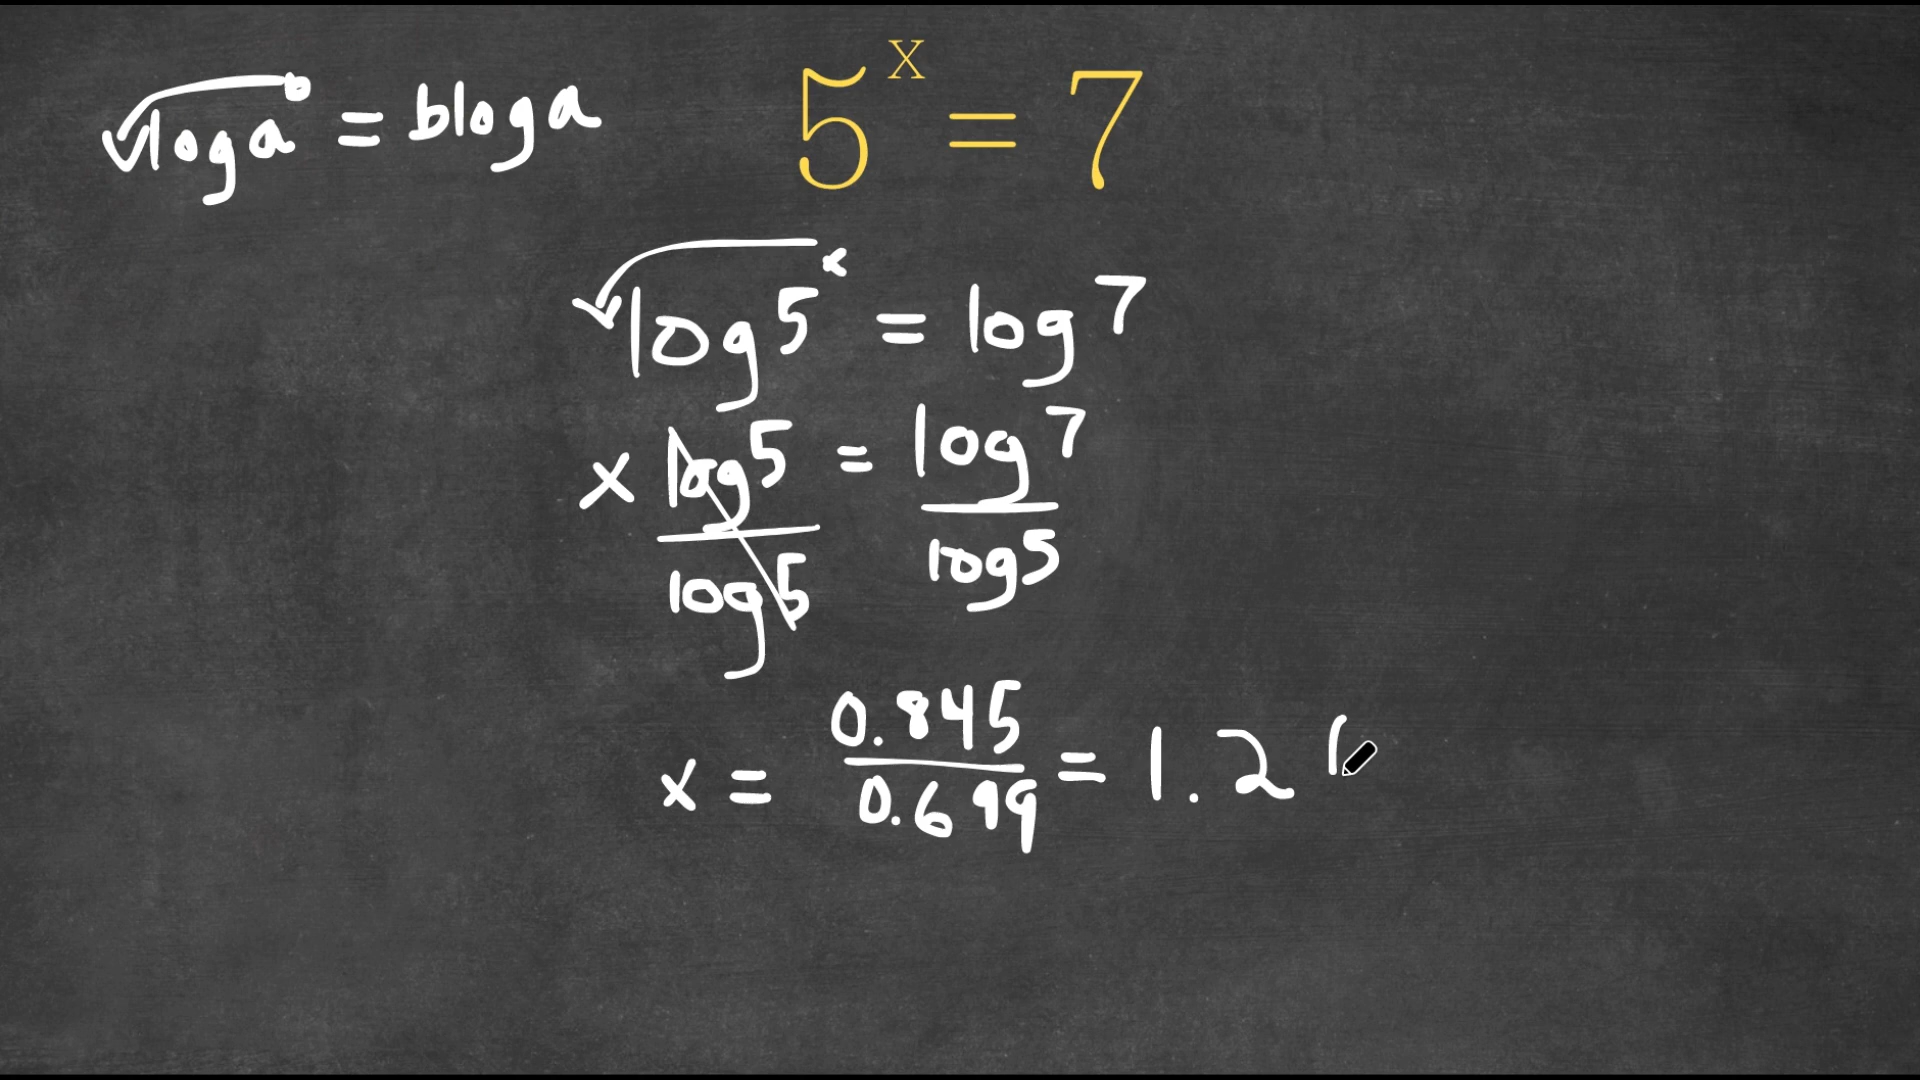 log a^b = b log a
5^x = 7
log 5^x = log 7
x log 5 / log 5 = log 7 / log 5
x = 0.845 / 0.699 = 1.2